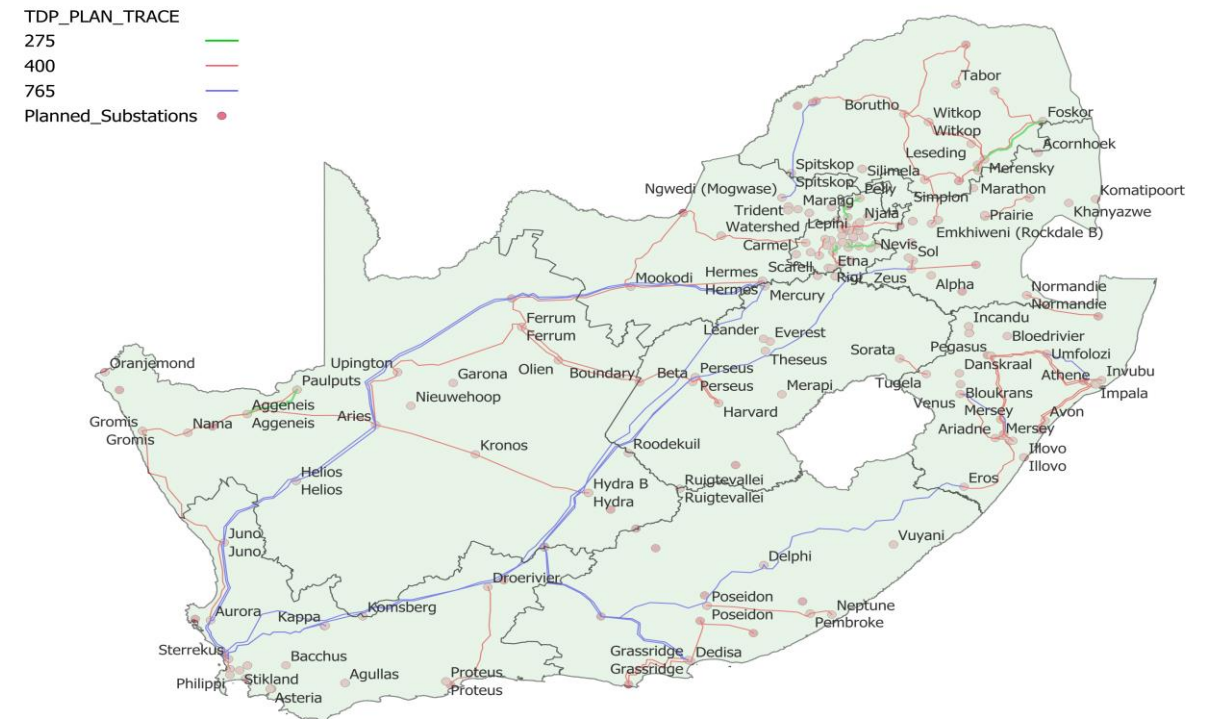 TDP_PLAN_TRACE
275
400
765
Planned_Substations
Tabor
Borutho
Witkop
Witkop
Foskor
Leseding
Acornhoek
Spitskop
Spitskop
Silimela
Merensky
Ngwedi (Mogwase)
Marang
Pelly
Simplon
Marathon
Komatipoort
Trident
Lepini
Njala
Prairie
Khanyazwe
Watershed
Emkhiweni (Rockdale B)
Carmel
Nevis
Sol
Scafell
Etna
Rigi
Zeus
Mookodi
Hermes
Hermes
Mercury
Alpha
Normandie
Normandie
Ferrum
Ferrum
Leander
Everest
Theseus
Incandu
Bloedrivier
Oranjemond
Upington
Sorata
Pegasus
Umfolozi
Paulputs
Garona
Olien
Boundary
Beta
Perseus
Perseus
Danskraal
Athene
Invubu
Impala
Aggeneis
Aggeneis
Nieuwehoop
Merapi
Tugela
Bloukrans
Venus
Gromis
Gromis
Nama
Aries
Harvard
Mersey
Mersey
Avon
Ariadne
Kronos
Roodekuil
Illovo
Illovo
Helios
Helios
Hydra B
Hydra
Ruigtevallei
Ruigtevallei
Eros
Juno
Juno
Delphi
Vuyani
Droerivier
Aurora
Kappa
Komsberg
Poseidon
Poseidon
Neptune
Pembroke
Sterrekus
Bacchus
Grassridge
Grassridge
Dedisa
Philippi
Stikland
Asteria
Agullas
Proteus
Proteus